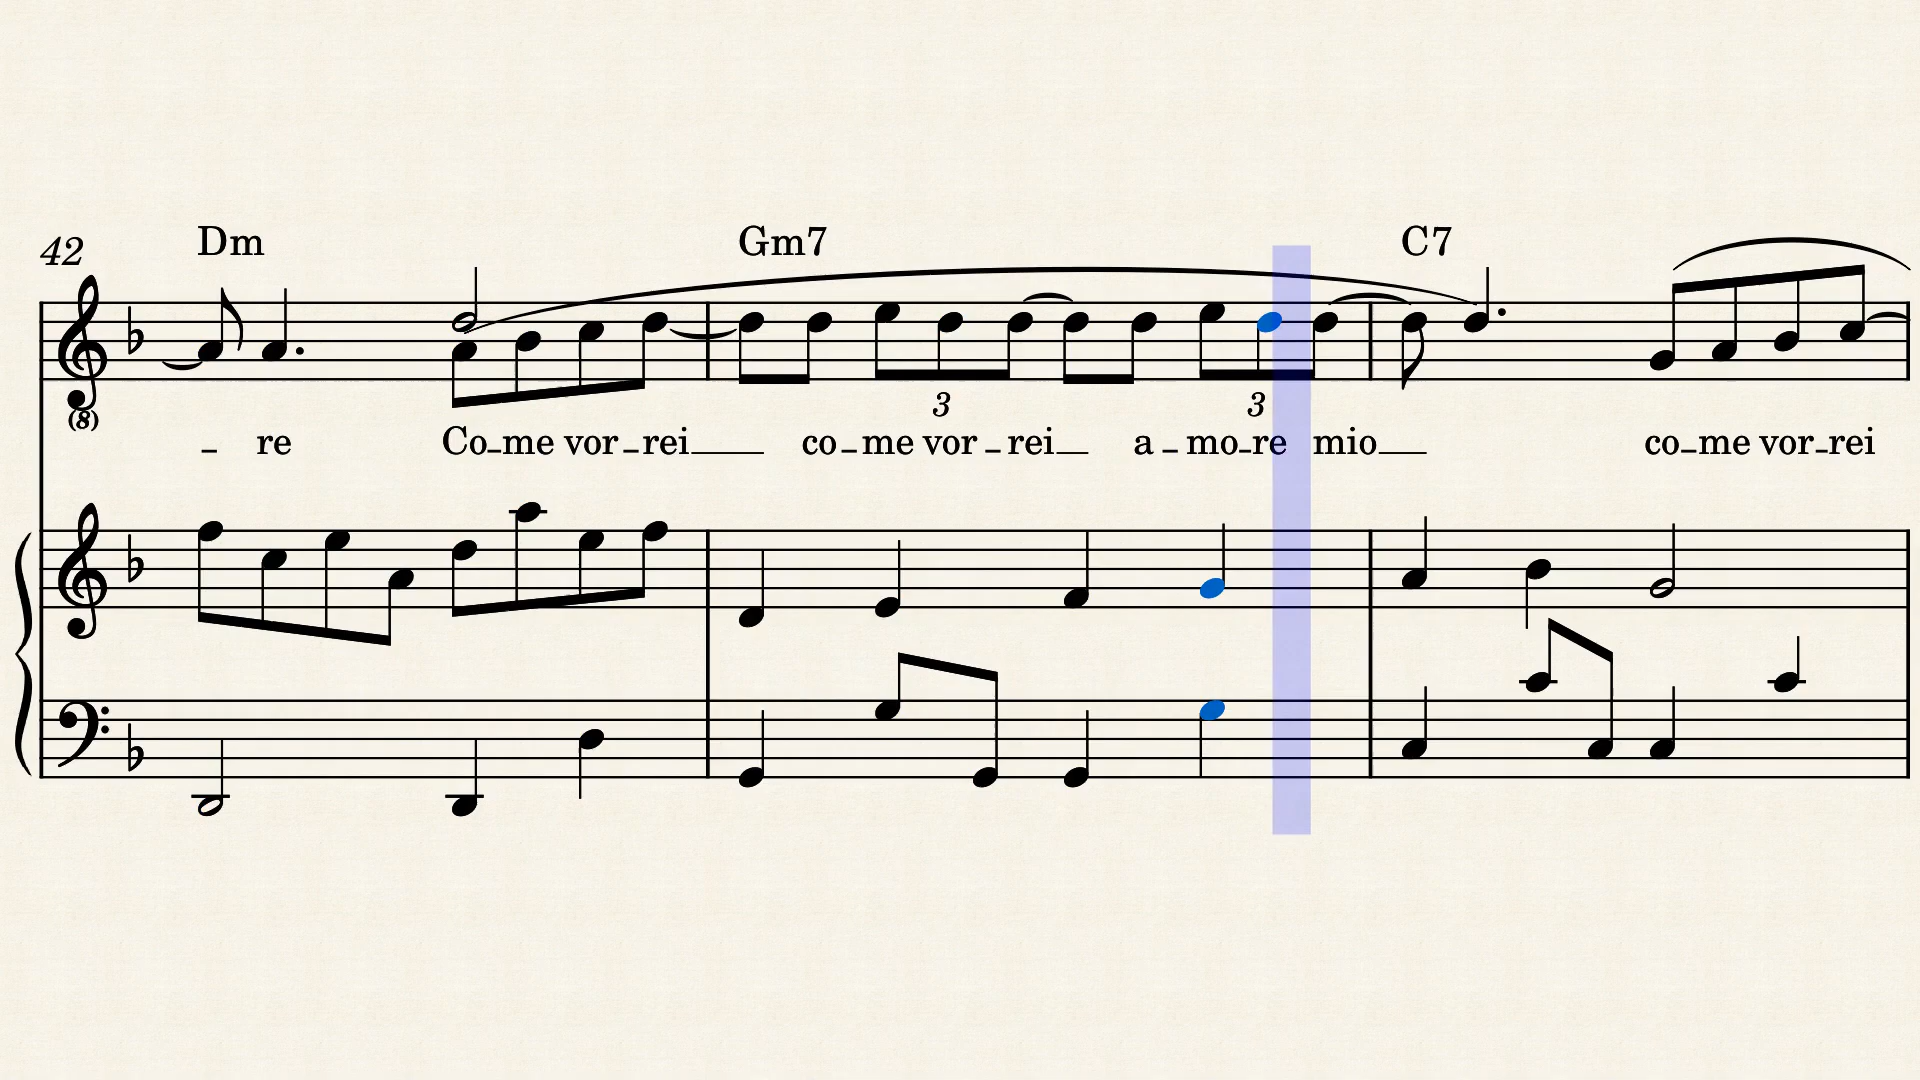 42 Dm Gm7 C7
(8)
3 3
- re Co-me vor-rei co-me vor-rei a-mo-re mio co-me vor-rei